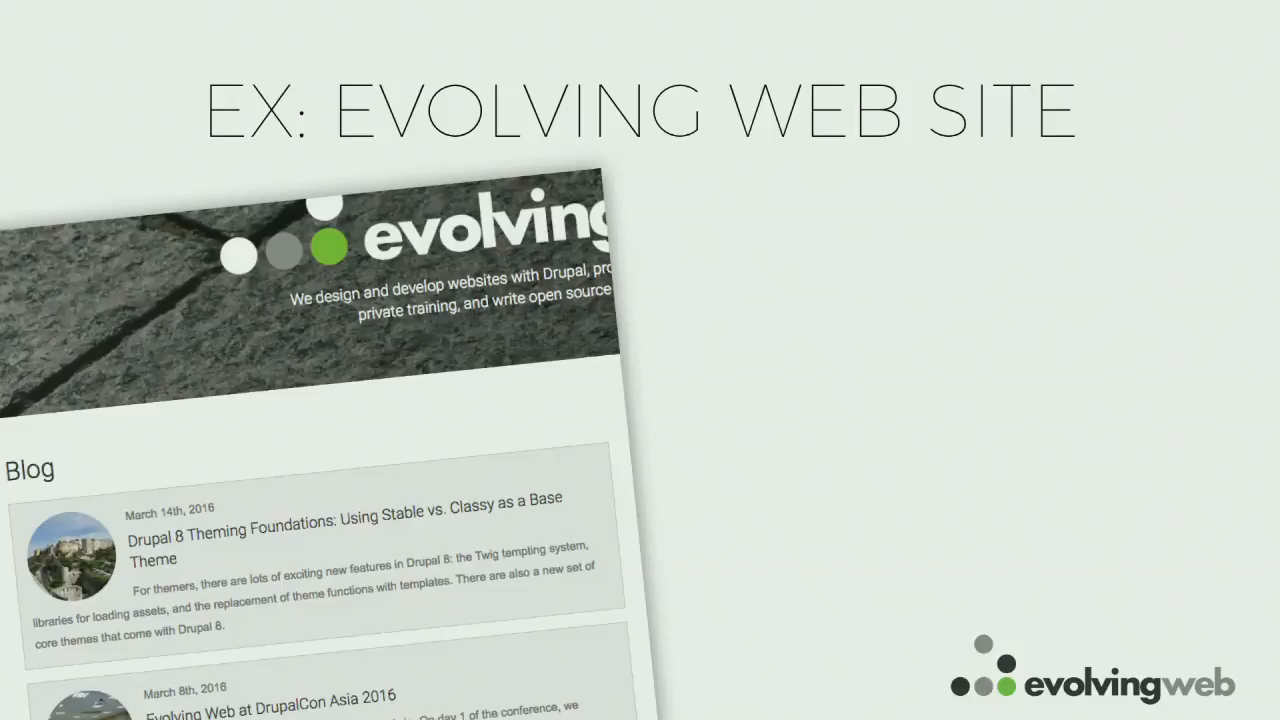 EX: EVOLVING WEB SITE
evolving
We design and develop websites with Drupal,
private training, and write open source
Blog
March 14th, 2016
Drupal 8 Theming Foundations: Using Stable vs. Classy as a Base
Theme
For themers, there are lots of exciting new features in Drupal 8: the Twig tempting system,
libraries for loading assets, and the replacement of theme functions with templates. There are also a new set of
core themes that come with Drupal 8.
March 8th, 2016
Evolving Web at DrupalCon Asia 2016
On day 1 of the conference, we
evolvingweb